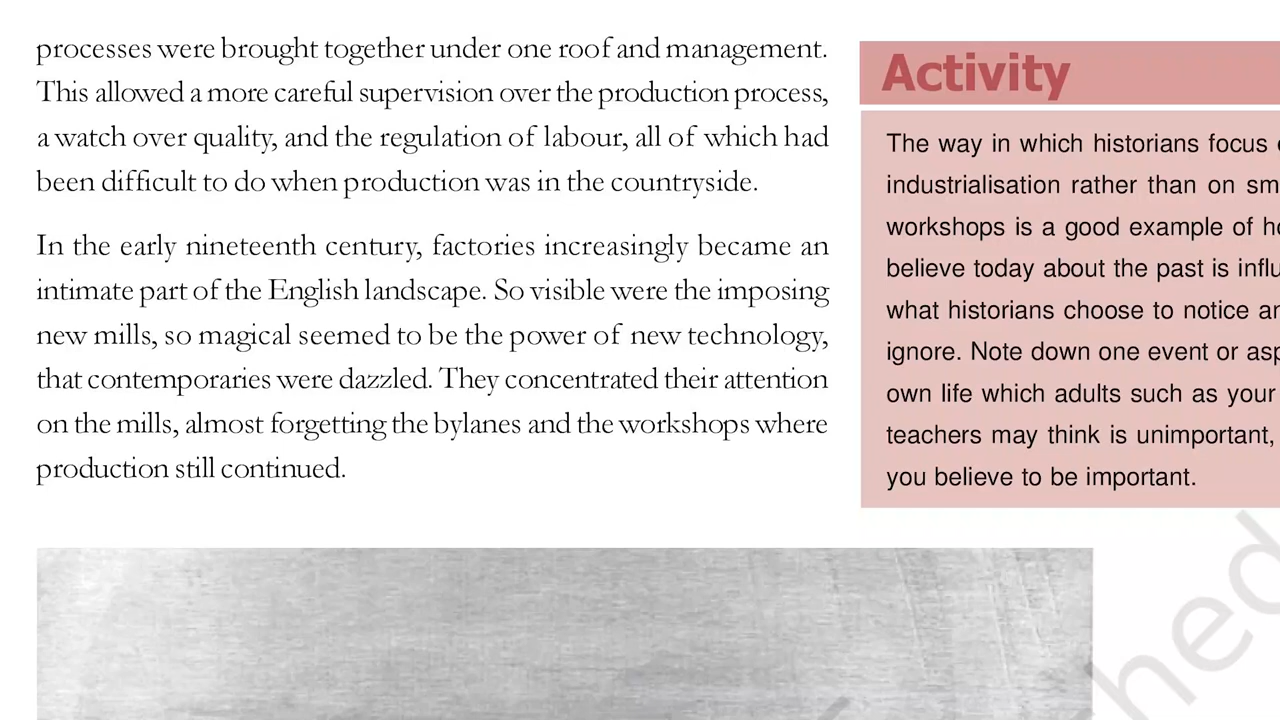 processes were brought together under one roof and management.
This allowed a more careful supervision over the production process,
a watch over quality, and the regulation of labour, all of which had
been difficult to do when production was in the countryside.
In the early nineteenth century, factories increasingly became an
intimate part of the English landscape. So visible were the imposing
new mills, so magical seemed to be the power of new technology,
that contemporaries were dazzled. They concentrated their attention
on the mills, almost forgetting the bylanes and the workshops where
production still continued.
Activity
The way in which historians focus
industrialisation rather than on
workshops is a good example of
believe today about the past is
what historians choose to notice
ignore. Note down one event or
own life which adults such as your
teachers may think is unimportant,
you believe to be important.